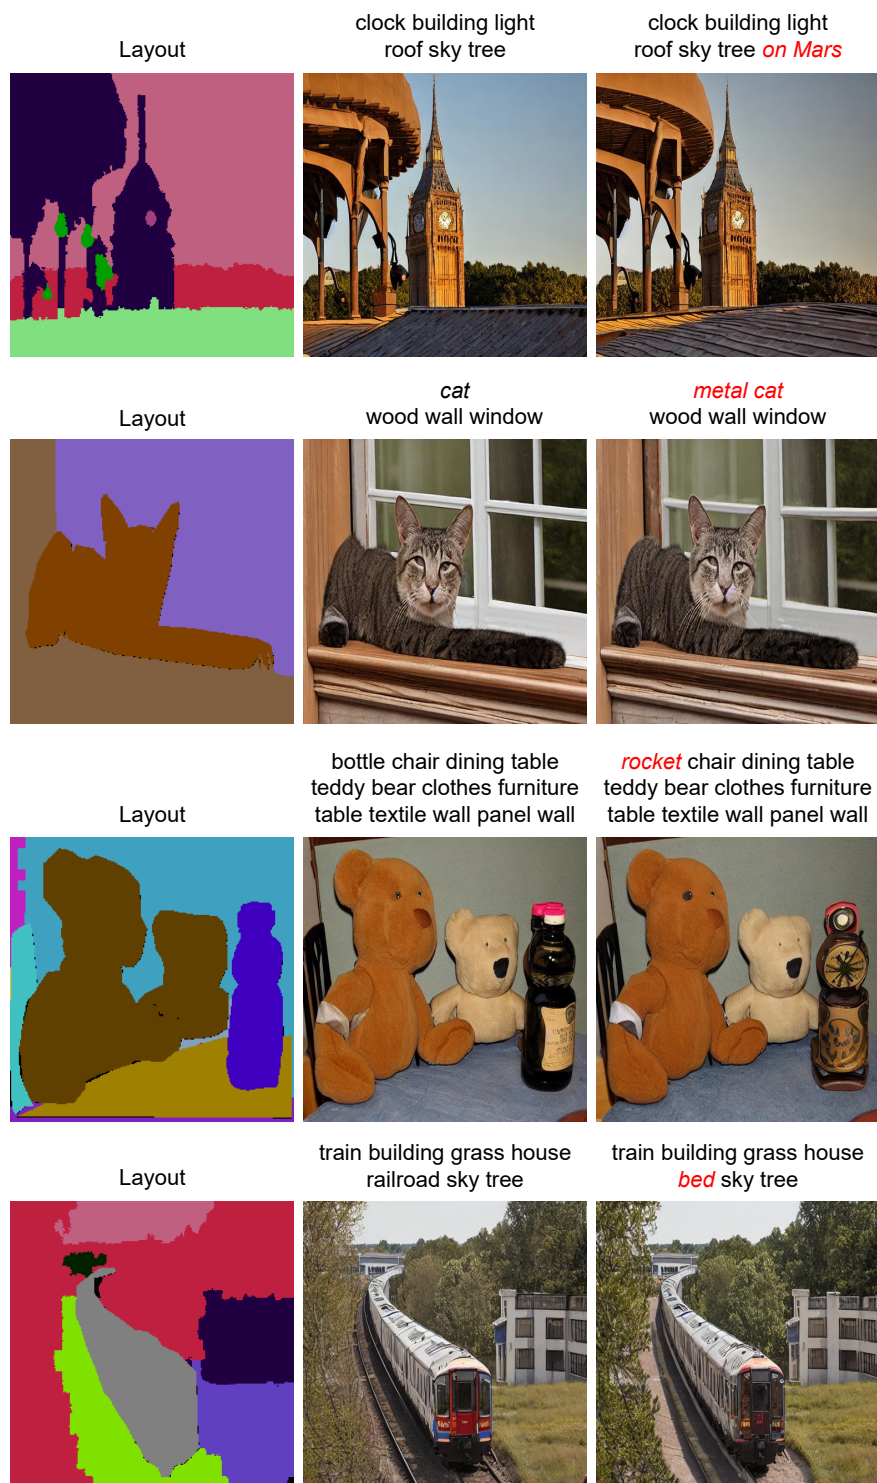 Layout
clock building light
roof sky tree
clock building light
roof sky tree on Mars
Layout
cat
wood wall window
metal cat
wood wall window
Layout
bottle chair dining table
teddy bear clothes furniture
table textile wall panel wall
rocket chair dining table
teddy bear clothes furniture
table textile wall panel wall
Layout
train building grass house
railroad sky tree
train building grass house
bed sky tree